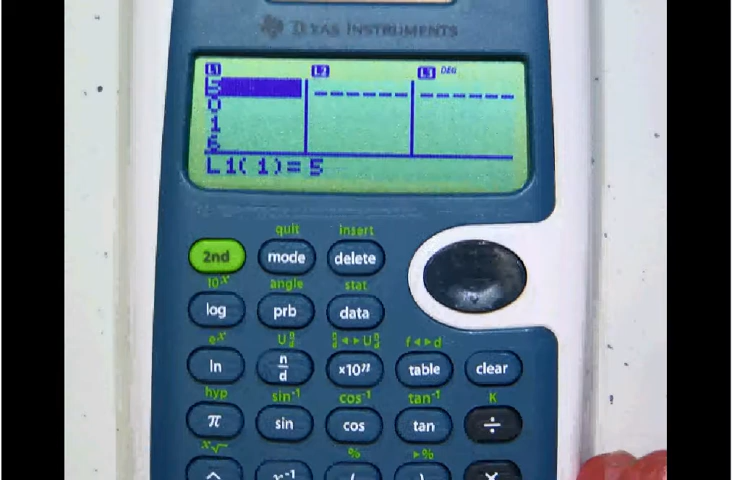 TEXAS INSTRUMENTS
L1 L2 L3 DEG
5
0
1
L1(1)=5
quit insert
2nd mode delete
10ˣ angle stat
log prb data
eˣ f◄►d
ln n/d ×10ⁿ table clear
hyp sin⁻¹ cos⁻¹ tan⁻¹ K
π sin cos tan ÷
ˣ√ % ►%
^ x⁻¹ ( ) ×